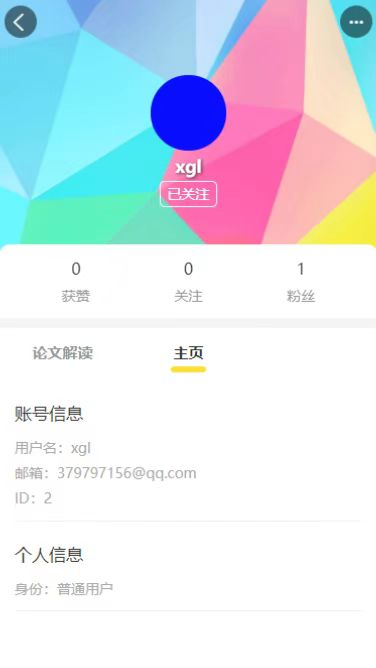 xgl
已关注
0 0 1
获赞 关注 粉丝
论文解读 主页
账号信息
用户名：xgl
邮箱：379797156@qq.com
ID：2
个人信息
身份：普通用户